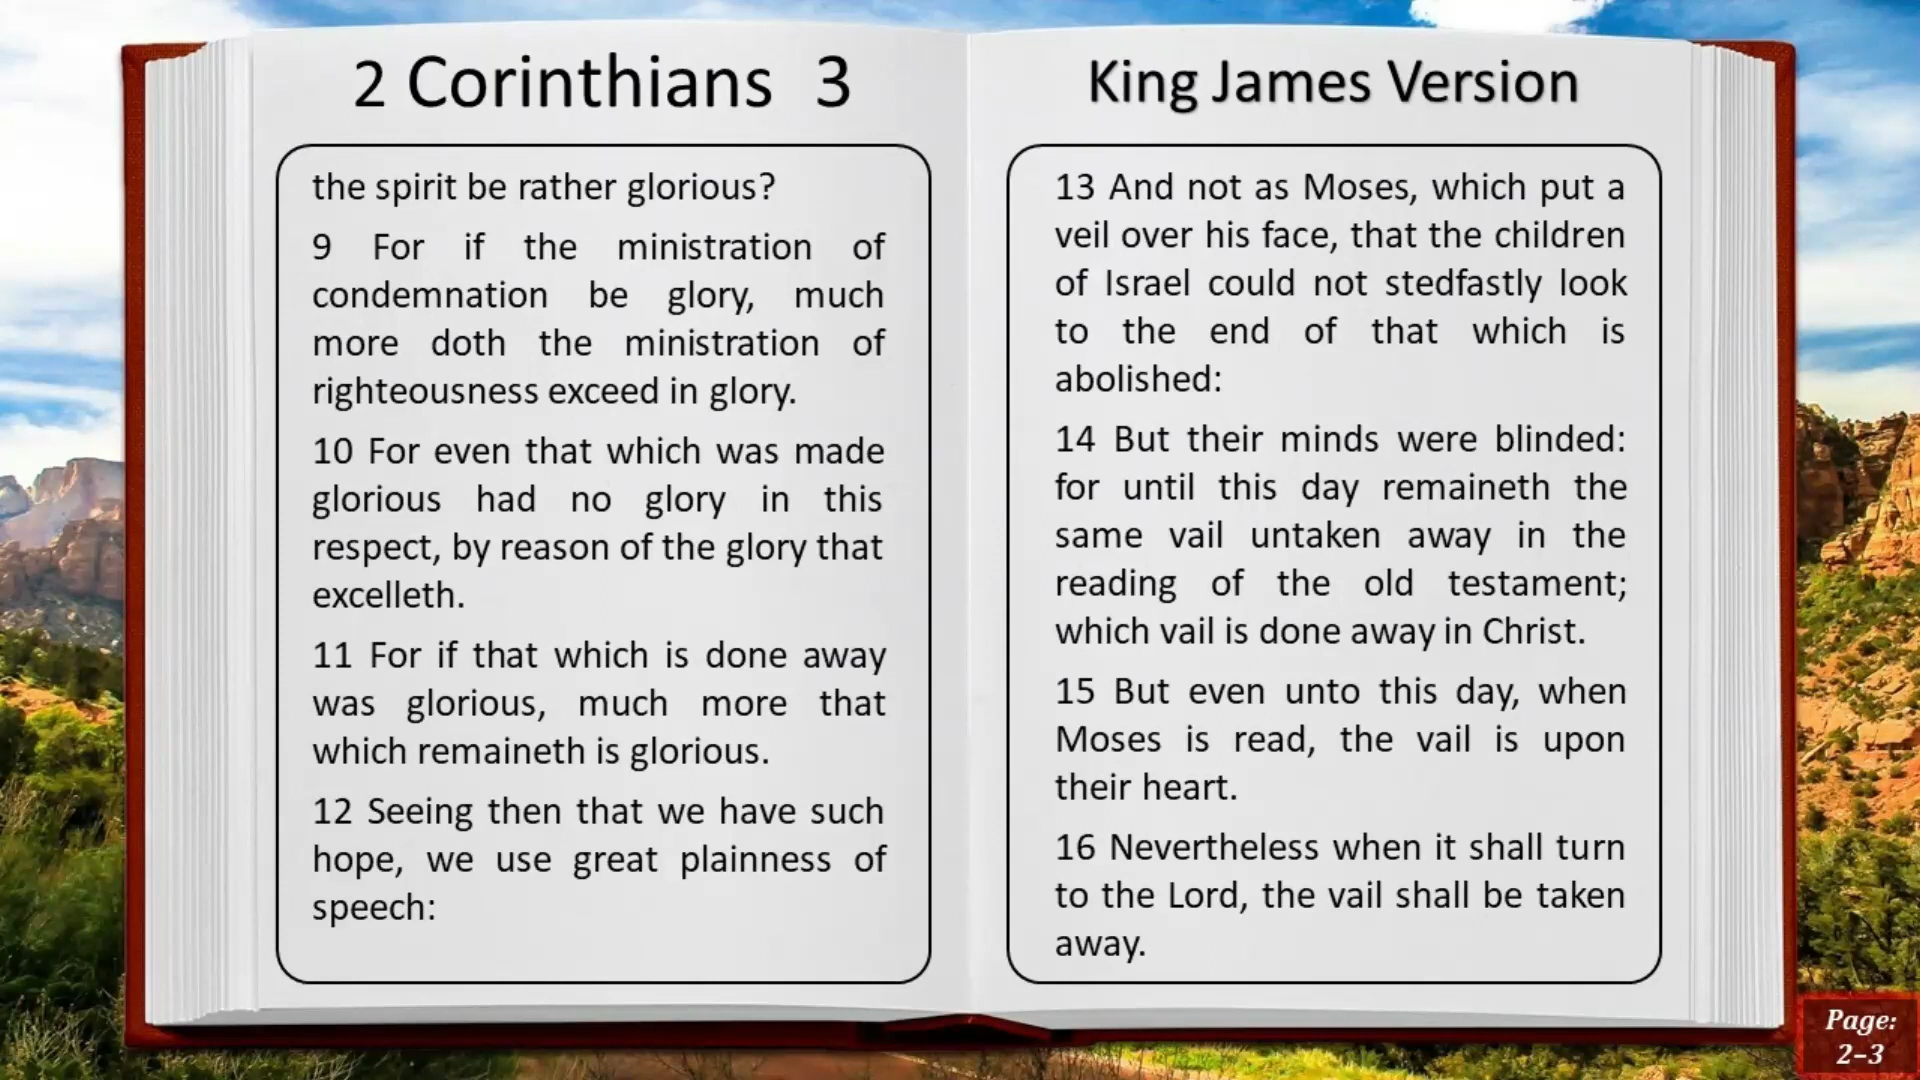 2 Corinthians 3
the spirit be rather glorious?
9 For if the ministration of
condemnation be glory, much
more doth the ministration of
righteousness exceed in glory.
10 For even that which was made
glorious had no glory in this
respect, by reason of the glory that
excelleth.
11 For if that which is done away
was glorious, much more that
which remaineth is glorious.
12 Seeing then that we have such
hope, we use great plainness of
speech:
King James Version
13 And not as Moses, which put a
veil over his face, that the children
of Israel could not stedfastly look
to the end of that which is
abolished:
14 But their minds were blinded:
for until this day remaineth the
same vail untaken away in the
reading of the old testament;
which vail is done away in Christ.
15 But even unto this day, when
Moses is read, the vail is upon
their heart.
16 Nevertheless when it shall turn
to the Lord, the vail shall be taken
away.
Page:
2–3